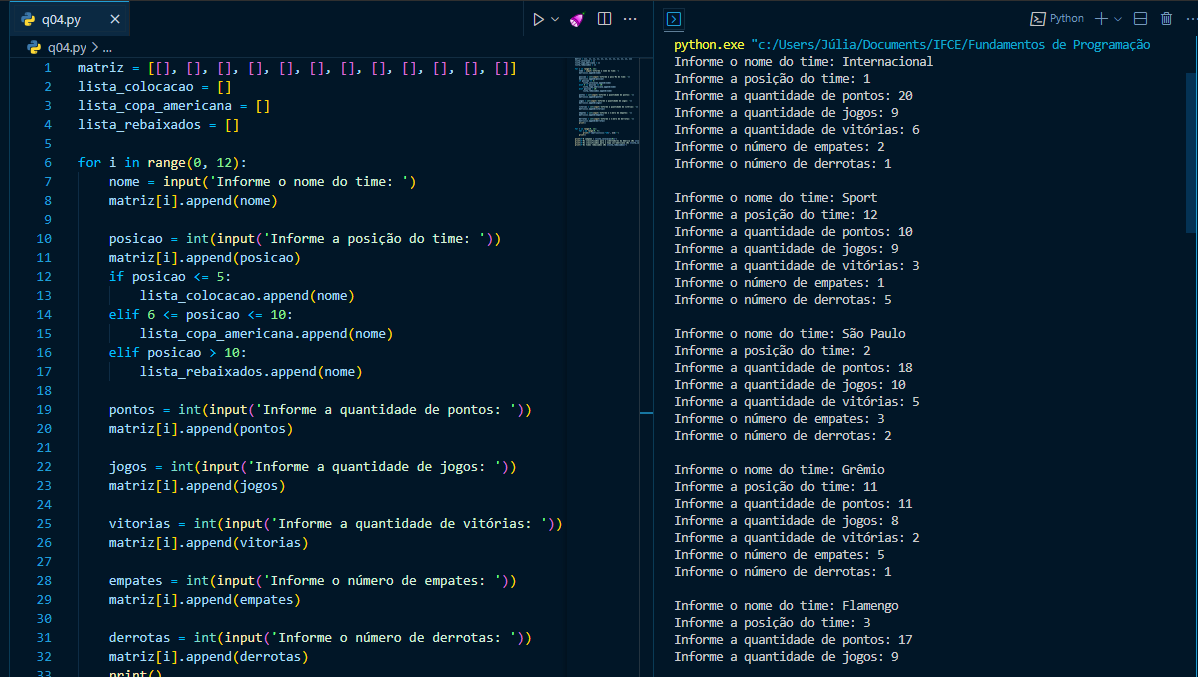 q04.py
q04.py > ...
1 matriz = [[], [], [], [], [], [], [], [], [], [], [], []]
2 lista_colocacao = []
3 lista_copa_americana = []
4 lista_rebaixados = []
5
6 for i in range(0, 12):
7 nome = input('Informe o nome do time: ')
8 matriz[i].append(nome)
9
10 posicao = int(input('Informe a posição do time: '))
11 matriz[i].append(posicao)
12 if posicao <= 5:
13 lista_colocacao.append(nome)
14 elif 6 <= posicao <= 10:
15 lista_copa_americana.append(nome)
16 elif posicao > 10:
17 lista_rebaixados.append(nome)
18
19 pontos = int(input('Informe a quantidade de pontos: '))
20 matriz[i].append(pontos)
21
22 jogos = int(input('Informe a quantidade de jogos: '))
23 matriz[i].append(jogos)
24
25 vitorias = int(input('Informe a quantidade de vitórias: '))
26 matriz[i].append(vitorias)
27
28 empates = int(input('Informe o número de empates: '))
29 matriz[i].append(empates)
30
31 derrotas = int(input('Informe o número de derrotas: '))
32 matriz[i].append(derrotas)
33 print()
Python
python.exe "c:/Users/Júlia/Documents/IFCE/Fundamentos de Programação
Informe o nome do time: Internacional
Informe a posição do time: 1
Informe a quantidade de pontos: 20
Informe a quantidade de jogos: 9
Informe a quantidade de vitórias: 6
Informe o número de empates: 2
Informe o número de derrotas: 1

Informe o nome do time: Sport
Informe a posição do time: 12
Informe a quantidade de pontos: 10
Informe a quantidade de jogos: 9
Informe a quantidade de vitórias: 3
Informe o número de empates: 1
Informe o número de derrotas: 5

Informe o nome do time: São Paulo
Informe a posição do time: 2
Informe a quantidade de pontos: 18
Informe a quantidade de jogos: 10
Informe a quantidade de vitórias: 5
Informe o número de empates: 3
Informe o número de derrotas: 2

Informe o nome do time: Grêmio
Informe a posição do time: 11
Informe a quantidade de pontos: 11
Informe a quantidade de jogos: 8
Informe a quantidade de vitórias: 2
Informe o número de empates: 5
Informe o número de derrotas: 1

Informe o nome do time: Flamengo
Informe a posição do time: 3
Informe a quantidade de pontos: 17
Informe a quantidade de jogos: 9